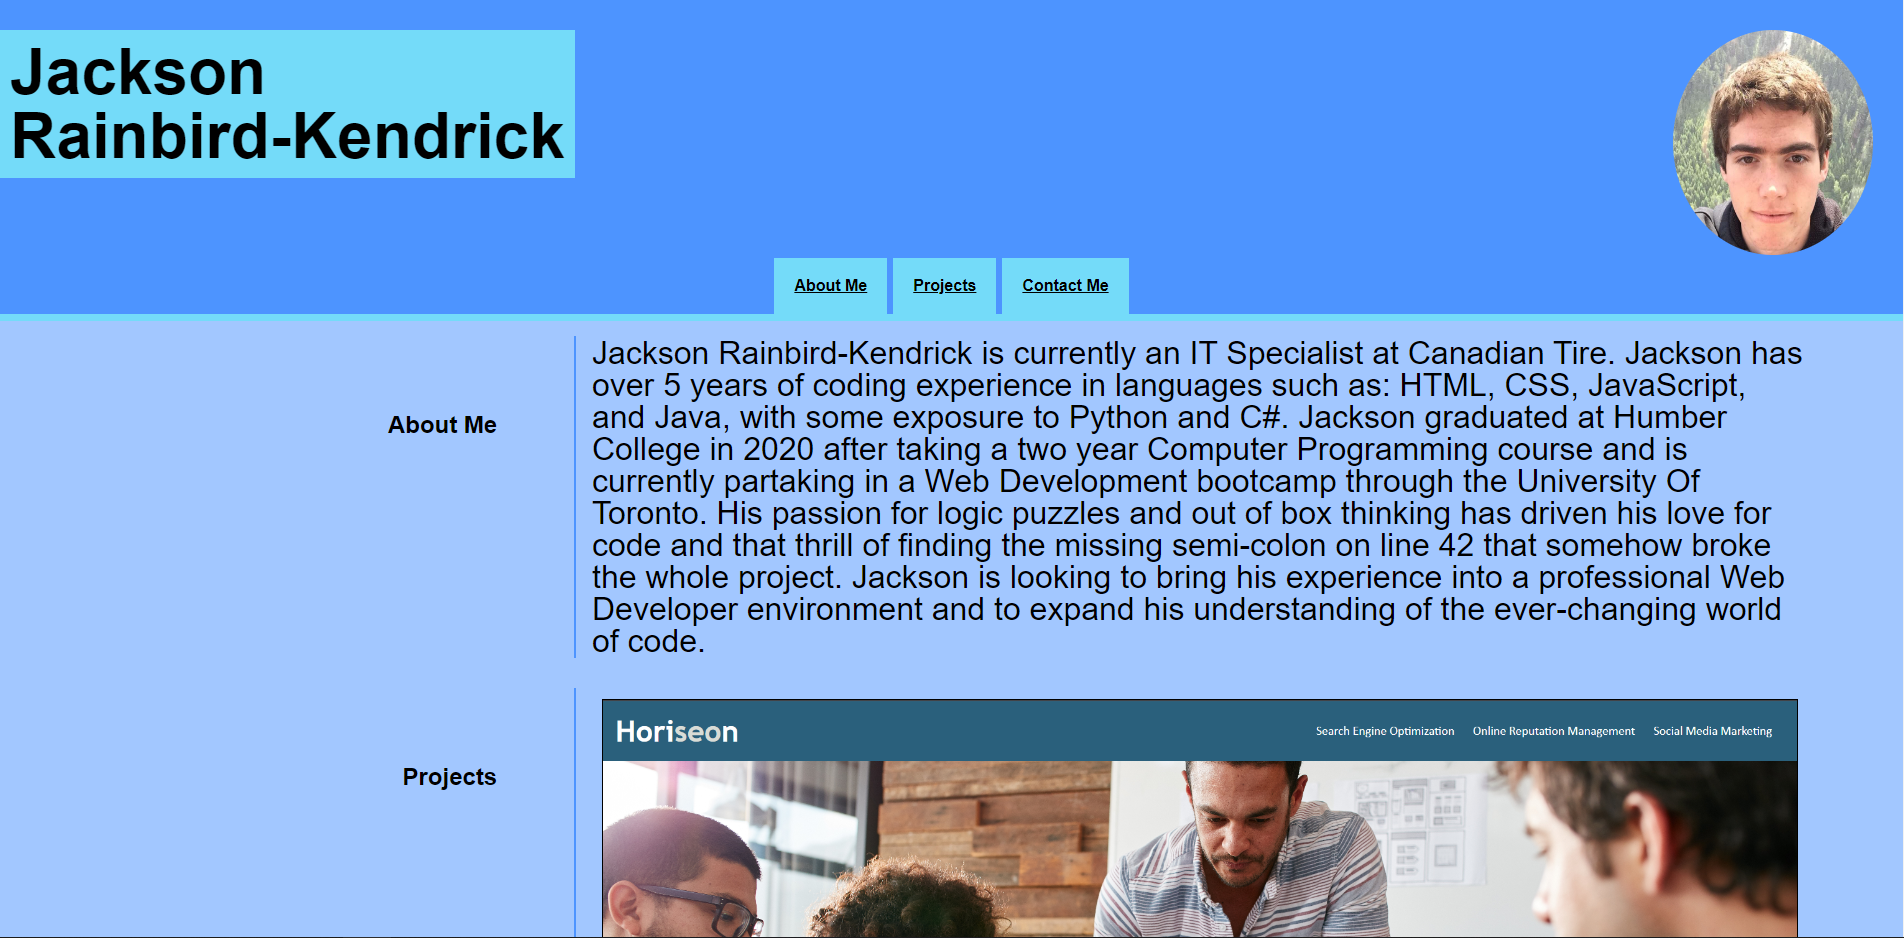 Jackson
Rainbird-Kendrick
About Me
Projects
Contact Me
About Me
Jackson Rainbird-Kendrick is currently an IT Specialist at Canadian Tire. Jackson has
over 5 years of coding experience in languages such as: HTML, CSS, JavaScript,
and Java, with some exposure to Python and C#. Jackson graduated at Humber
College in 2020 after taking a two year Computer Programming course and is
currently partaking in a Web Development bootcamp through the University Of
Toronto. His passion for logic puzzles and out of box thinking has driven his love for
code and that thrill of finding the missing semi-colon on line 42 that somehow broke
the whole project. Jackson is looking to bring his experience into a professional Web
Developer environment and to expand his understanding of the ever-changing world
of code.
Projects
Horiseon
Search Engine Optimization
Online Reputation Management
Social Media Marketing